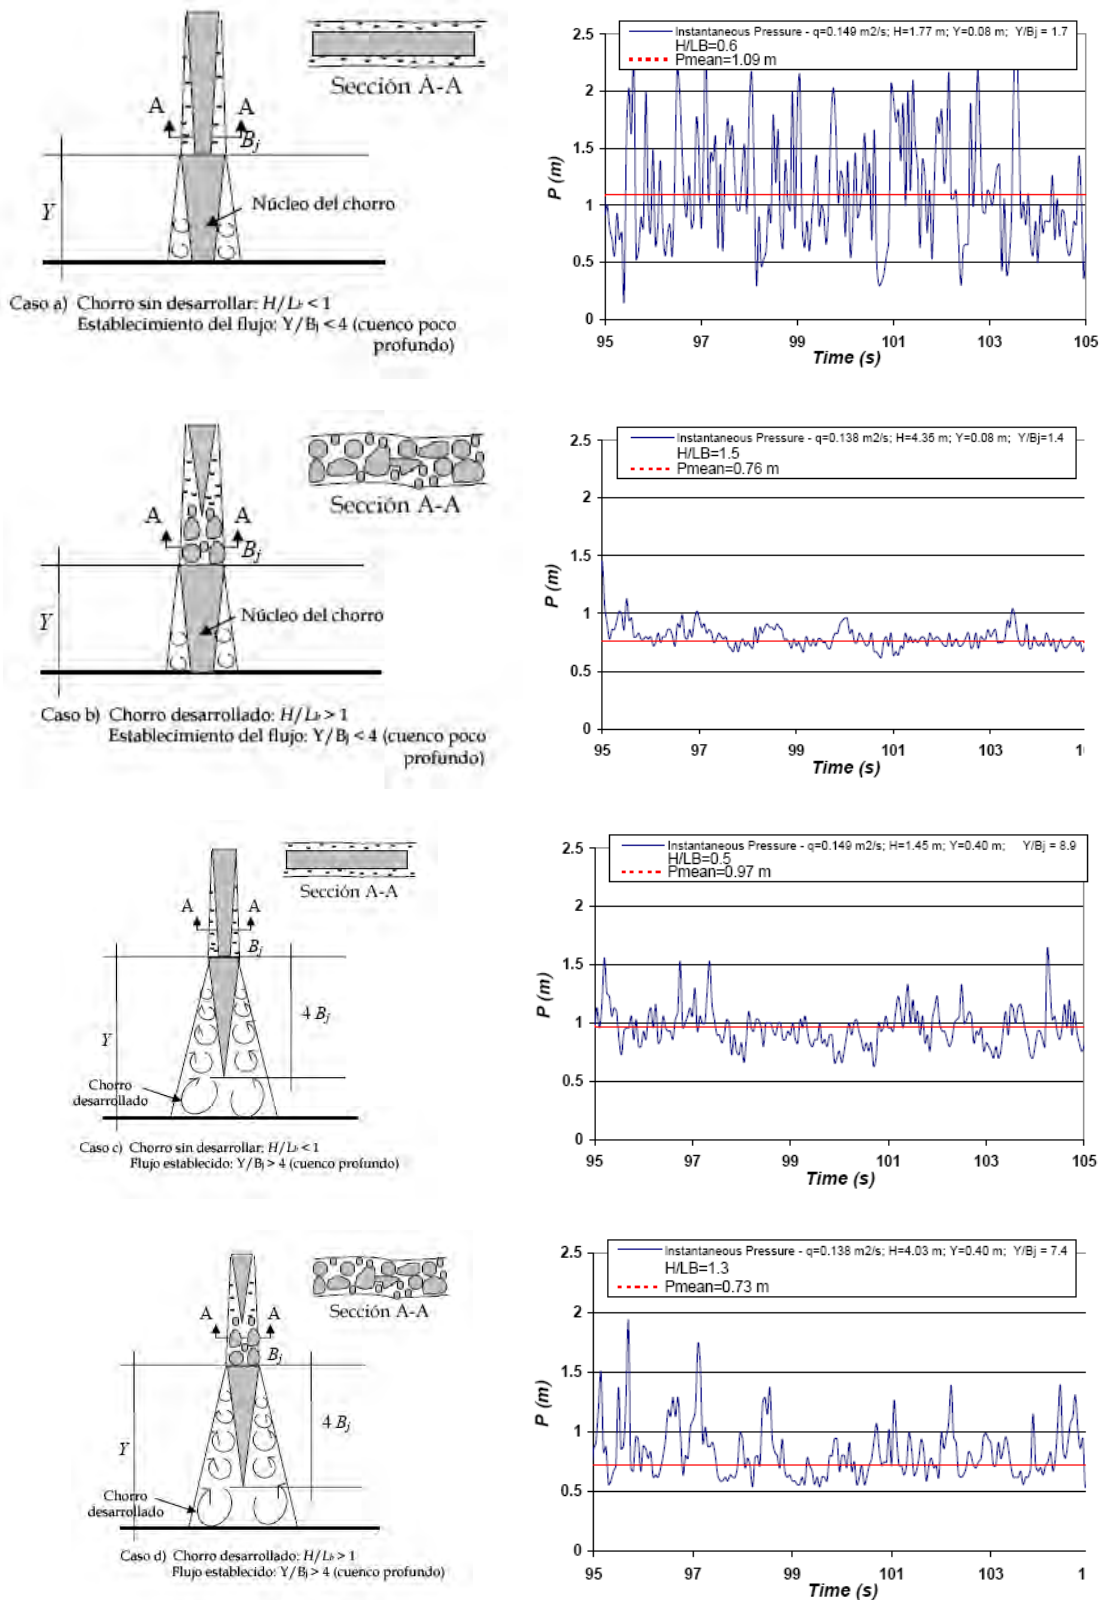 Sección A-A
A
A
Bj
Y
Núcleo del chorro
Caso a) Chorro sin desarrollar: H/Lb < 1
Establecimiento del flujo: Y/Bj < 4 (cuenco poco
profundo)
Instantaneous Pressure - q=0.149 m2/s; H=1.77 m; Y=0.08 m; Y/Bj = 1.7
H/LB=0.6
Pmean=1.09 m
P (m)
2.5
2
1.5
1
0.5
0
95 97 99 101 103 105
Time (s)
Sección A-A
A
A
Bj
Y
Núcleo del chorro
Caso b) Chorro desarrollado: H/Lb > 1
Establecimiento del flujo: Y/Bj < 4 (cuenco poco
profundo)
Instantaneous Pressure - q=0.138 m2/s; H=4.35 m; Y=0.08 m; Y/Bj=1.4
H/LB=1.5
Pmean=0.76 m
P (m)
2.5
2
1.5
1
0.5
0
95 97 99 101 103 1
Time (s)
Sección A-A
A
A
Bj
4 Bj
Y
Chorro
desarrollado
Caso c) Chorro sin desarrollar: H/Lb < 1
Flujo establecido: Y/Bj > 4 (cuenco profundo)
Instantaneous Pressure - q=0.149 m2/s; H=1.45 m; Y=0.40 m; Y/Bj = 8.9
H/LB=0.5
Pmean=0.97 m
P (m)
2.5
2
1.5
1
0.5
0
95 97 99 101 103 105
Time (s)
Sección A-A
A
A
Bj
4 Bj
Y
Chorro
desarrollado
Caso d) Chorro desarrollado: H/Lb > 1
Flujo establecido: Y/Bj > 4 (cuenco profundo)
Instantaneous Pressure - q=0.138 m2/s; H=4.03 m; Y=0.40 m; Y/Bj = 7.4
H/LB=1.3
Pmean=0.73 m
P (m)
2.5
2
1.5
1
0.5
0
95 97 99 101 103 1
Time (s)